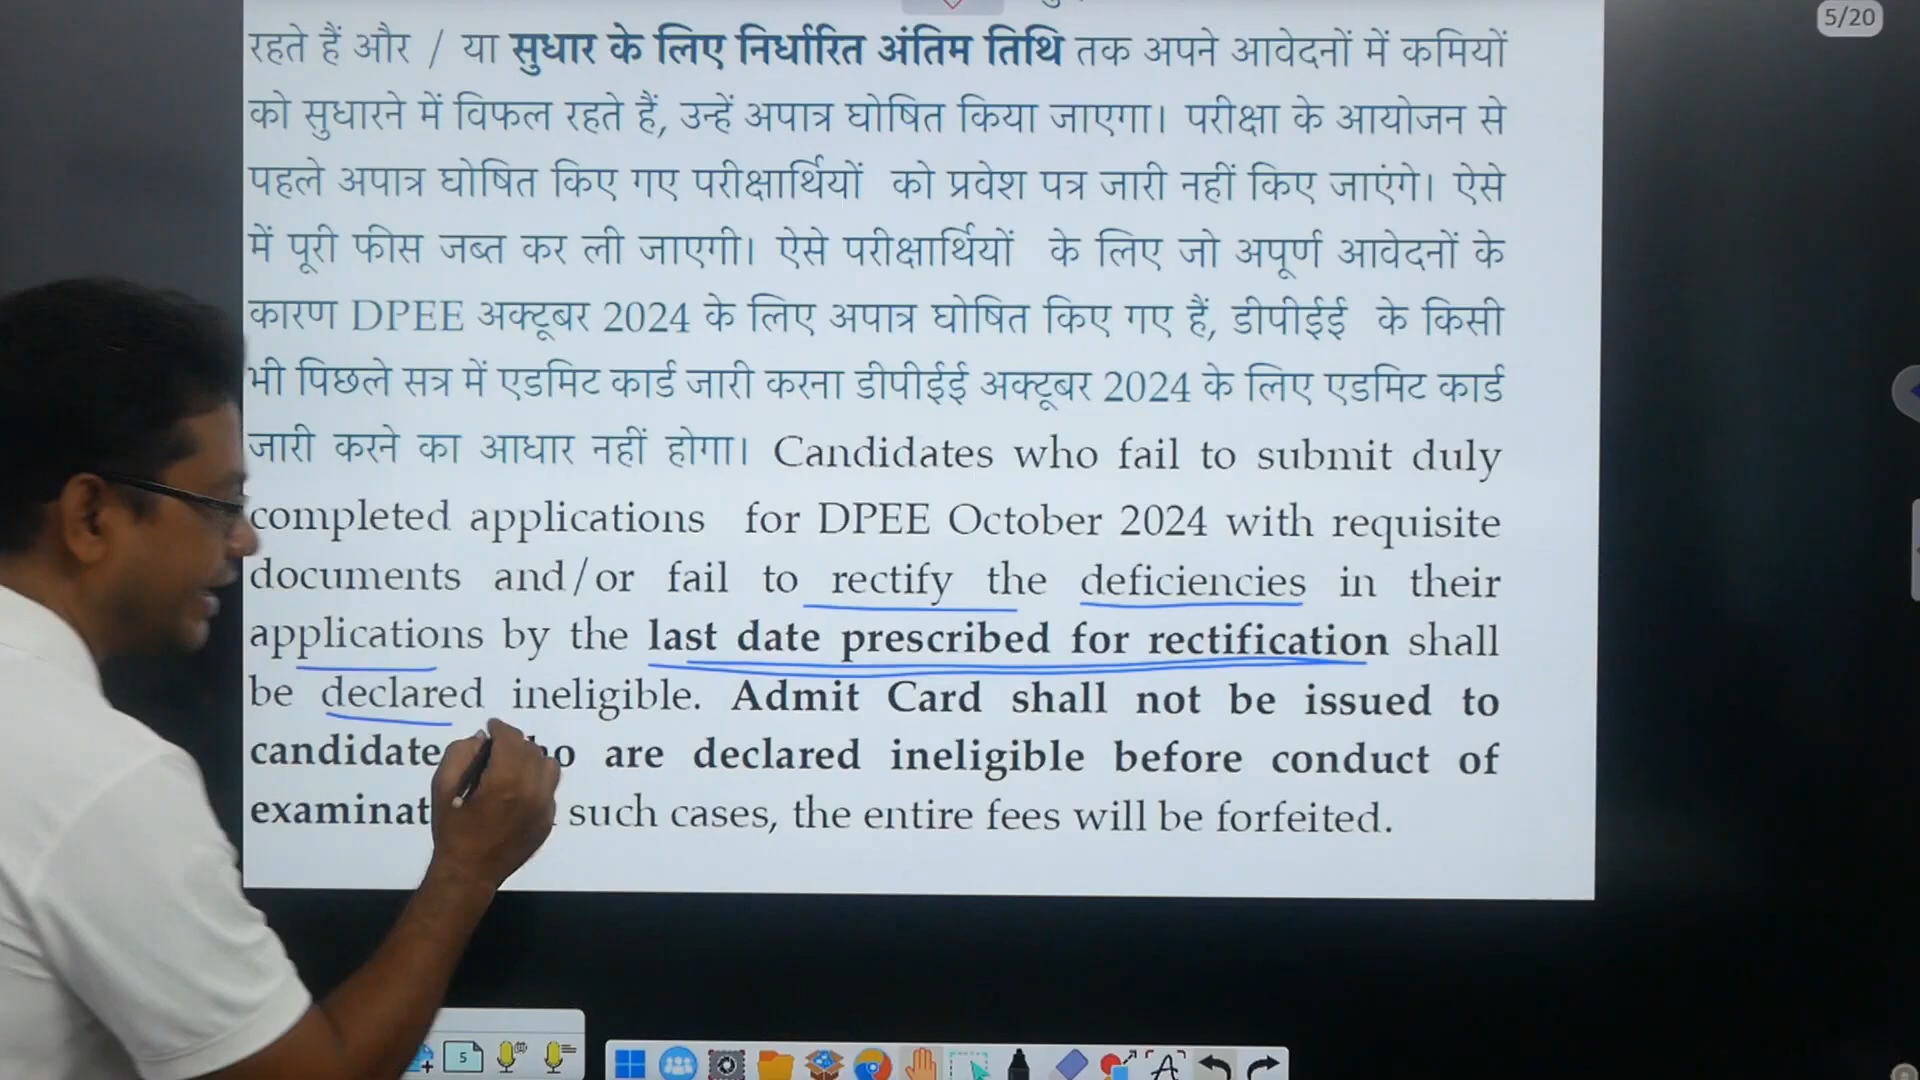 5/20
रहते हैं और / या सुधार के लिए निर्धारित अंतिम तिथि तक अपने आवेदनों में कमियों
को सुधारने में विफल रहते हैं, उन्हें अपात्र घोषित किया जाएगा। परीक्षा के आयोजन से
पहले अपात्र घोषित किए गए परीक्षार्थियों को प्रवेश पत्र जारी नहीं किए जाएंगे। ऐसे
में पूरी फीस जब्त कर ली जाएगी। ऐसे परीक्षार्थियों के लिए जो अपूर्ण आवेदनों के
कारण DPEE अक्टूबर 2024 के लिए अपात्र घोषित किए गए हैं, डीपीईई के किसी
भी पिछले सत्र में एडमिट कार्ड जारी करना डीपीईई अक्टूबर 2024 के लिए एडमिट कार्ड
जारी करने का आधार नहीं होगा। Candidates who fail to submit duly
completed applications for DPEE October 2024 with requisite
documents and/or fail to rectify the deficiencies in their
applications by the last date prescribed for rectification shall
be declared ineligible. Admit Card shall not be issued to
are declared ineligible before conduct of
such cases, the entire fees will be forfeited.
5